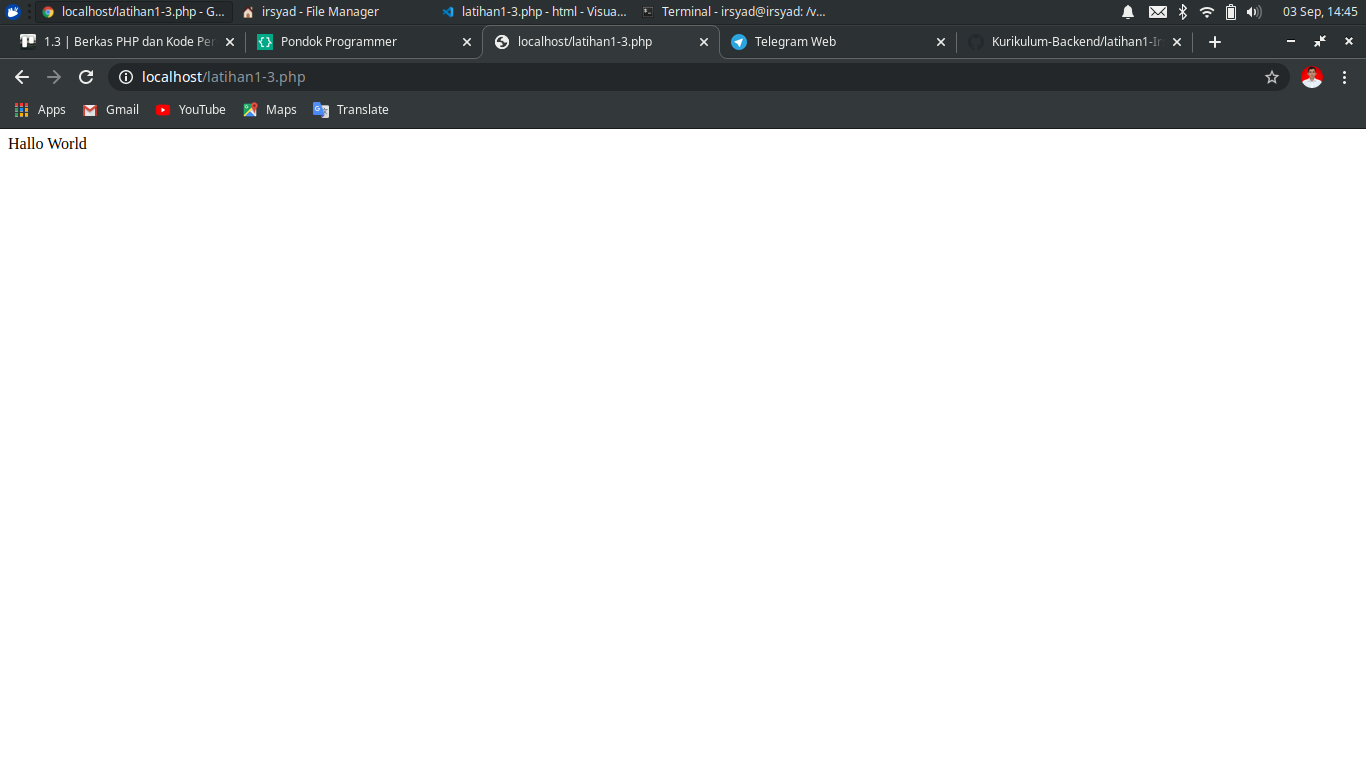 localhost/latihan1-3.php - G...
irsyad - File Manager
latihan1-3.php - html - Visua...
Terminal - irsyad@irsyad: /v...
03 Sep, 14:45
1.3 | Berkas PHP dan Kode Per
Pondok Programmer
localhost/latihan1-3.php
Telegram Web
Kurikulum-Backend/latihan1-In
localhost/latihan1-3.php
Apps
Gmail
YouTube
Maps
Translate
Hallo World